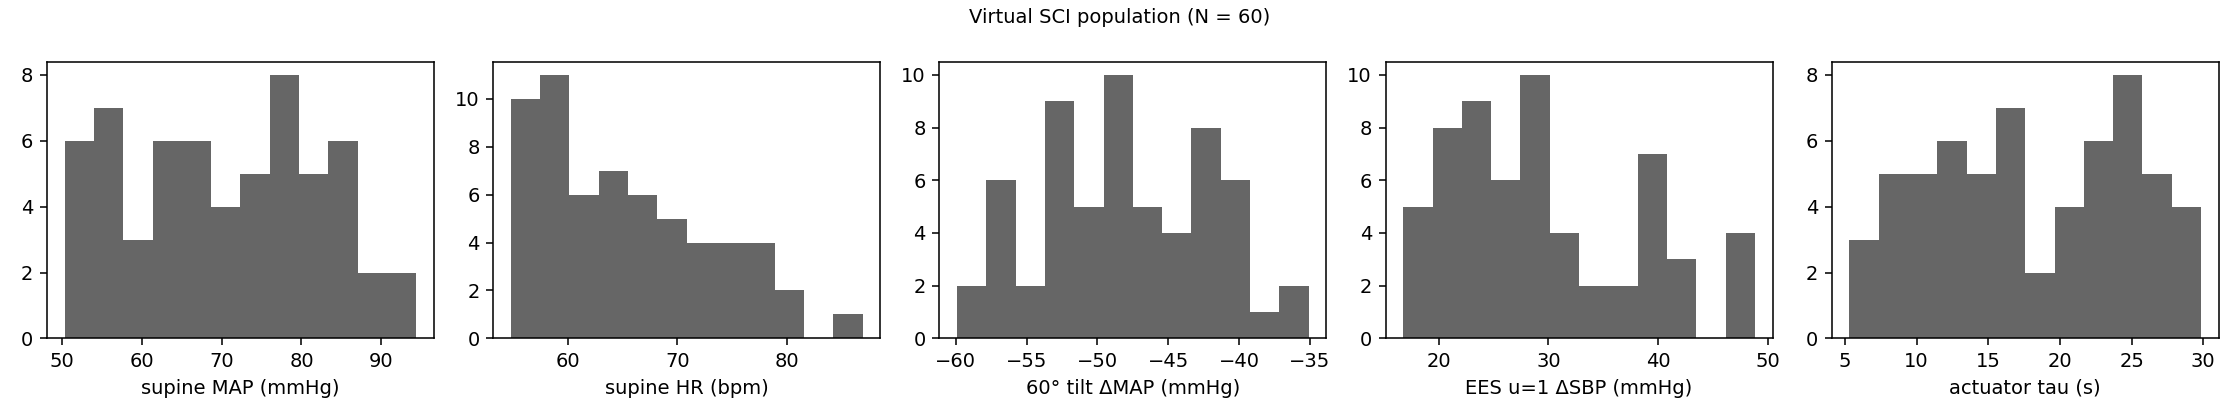 Virtual SCI population (N = 60)
8
6
4
2
0
50 60 70 80 90
supine MAP (mmHg)
10
8
6
4
2
0
60 70 80
supine HR (bpm)
10
8
6
4
2
0
−60 −55 −50 −45 −40 −35
60° tilt ΔMAP (mmHg)
10
8
6
4
2
0
20 30 40 50
EES u=1 ΔSBP (mmHg)
8
6
4
2
0
5 10 15 20 25 30
actuator tau (s)